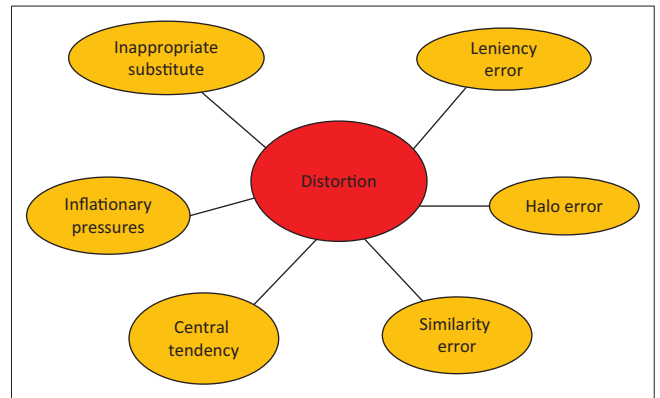 Inappropriate
substitute
Leniency
error
Distortion
Inflationary
pressures
Halo error
Central
tendency
Similarity
error